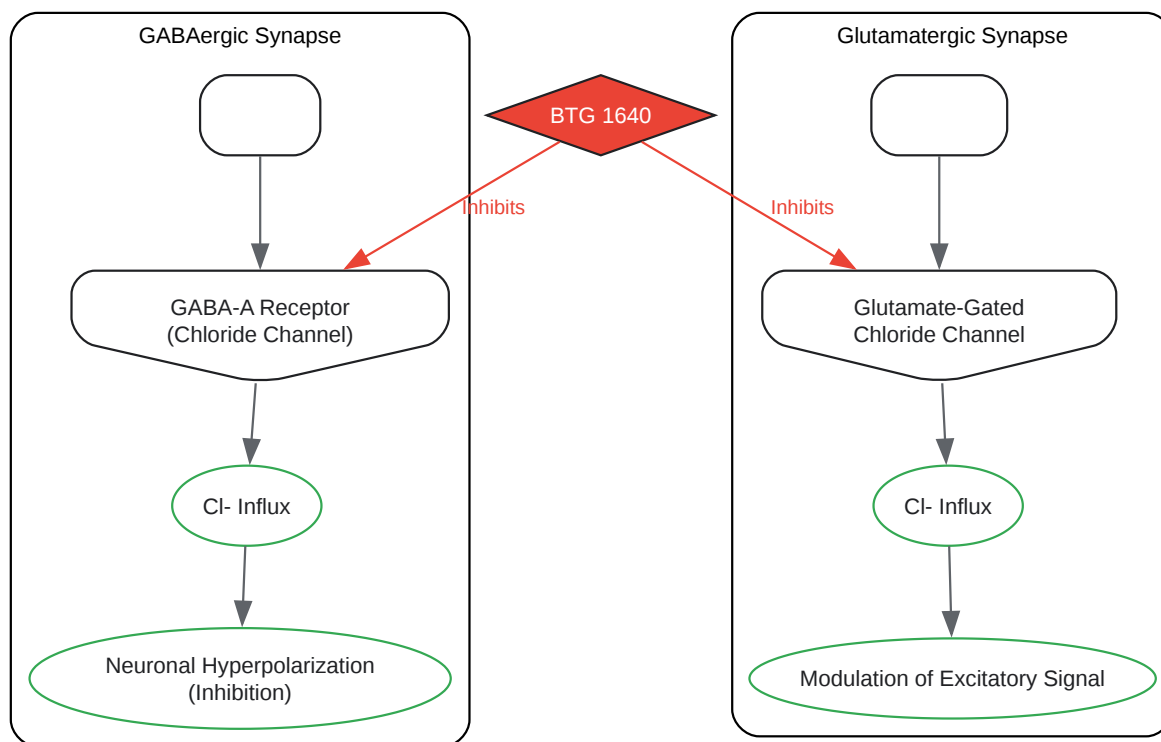 GABAergic Synapse
Glutamatergic Synapse
BTG 1640
Inhibits
Inhibits
GABA-A Receptor
(Chloride Channel)
Glutamate-Gated
Chloride Channel
Cl- Influx
Cl- Influx
Neuronal Hyperpolarization
(Inhibition)
Modulation of Excitatory Signal